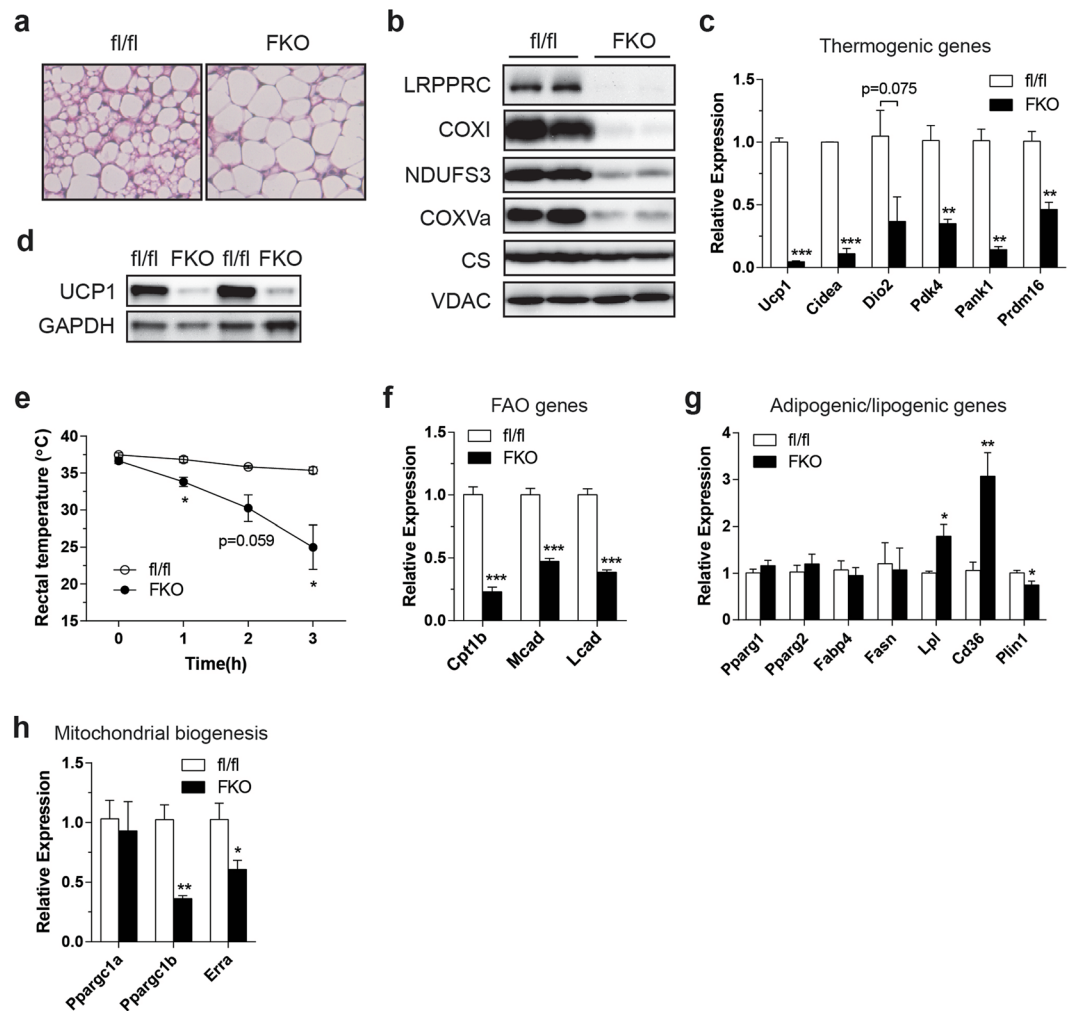 a
fl/fl FKO
b
fl/fl FKO
LRPPRC
COXI
NDUFS3
COXVa
CS
VDAC
c
Thermogenic genes
Relative Expression
1.5
1.0
0.5
0.0
fl/fl
FKO
p=0.075
*** *** ** ** **
Ucp1 Cidea Dio2 Pdk4 Pank1 Prdm16
d
fl/fl FKO fl/fl FKO
UCP1
GAPDH
e
Rectal temperature (°C)
40
35
30
25
20
15
*
p=0.059
*
fl/fl
FKO
0 1 2 3
Time(h)
f
FAO genes
Relative Expression
1.5
1.0
0.5
0.0
fl/fl
FKO
*** *** ***
Cpt1b Mcad Lcad
g
Adipogenic/lipogenic genes
Relative Expression
4
3
2
1
0
fl/fl
FKO
* ** *
Pparg1 Pparg2 Fabp4 Fasn Lpl Cd36 Plin1
h
Mitochondrial biogenesis
Relative Expression
1.5
1.0
0.5
0.0
fl/fl
FKO
** *
Ppargc1a Ppargc1b Erra